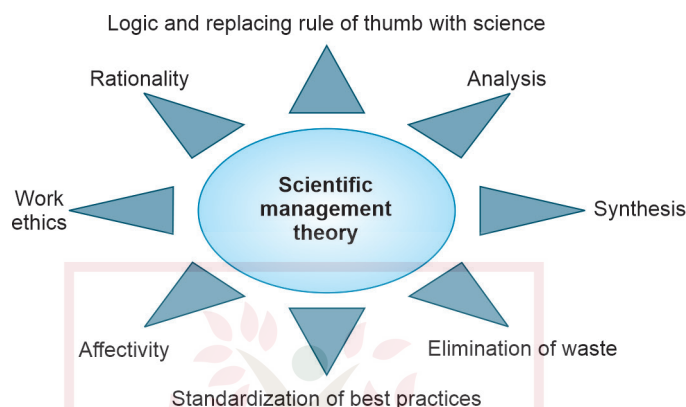 Logic and replacing rule of thumb with science
Rationality
Analysis
Work
ethics
Scientific
management
theory
Synthesis
Affectivity
Elimination of waste
Standardization of best practices